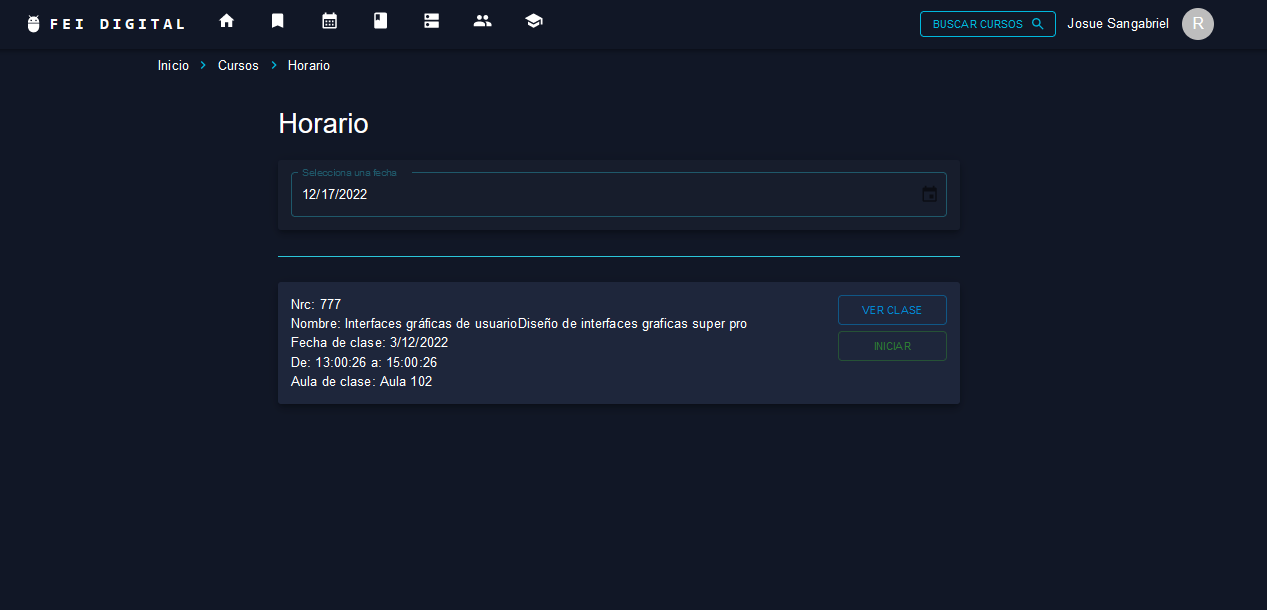 FEI DIGITAL
BUSCAR CURSOS
Josue Sangabriel
R
Inicio > Cursos > Horario
Horario
Selecciona una fecha
12/17/2022
Nrc: 777
Nombre: Interfaces gráficas de usuarioDiseño de interfaces graficas super pro
Fecha de clase: 3/12/2022
De: 13:00:26 a: 15:00:26
Aula de clase: Aula 102
VER CLASE
INICIAR